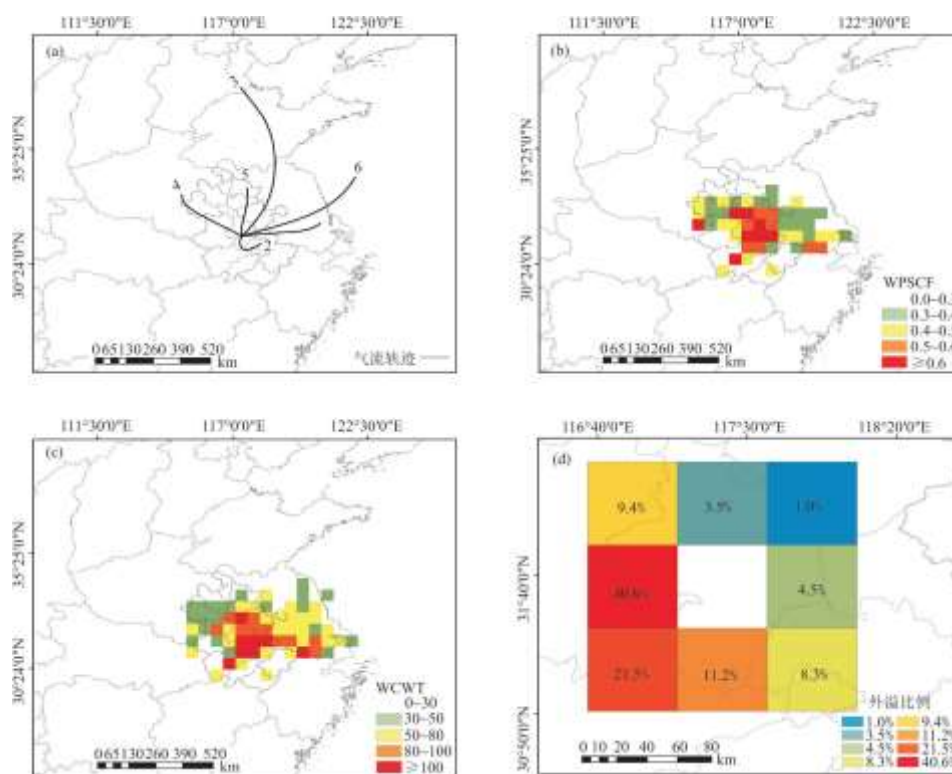 111°30'0"E 117°0'0"E 122°30'0"E
(a)
35°25'0"N
30°24'0"N
3
4
5
6
1
2
0 65130 260 390 520
km
气流轨迹
111°30'0"E 117°0'0"E 122°30'0"E
(b)
35°25'0"N
30°24'0"N
WPSCF
≥0.6
0 65130 260 390 520
km
111°30'0"E 117°0'0"E 122°30'0"E
(c)
35°25'0"N
30°24'0"N
WCWT
0~30
30~50
50~80
80~100
≥100
0 65130 260 390 520
km
116°40'0"E 117°30'0"E 118°20'0"E
(d)
31°40'0"N
30°50'0"N
9.4% 3.5% 1.0%
4.5%
21.5% 11.2% 8.3%
外溢比例
1.0% 9.4%
3.5% 11.2%
4.5% 21.5%
8.3%
0 10 20 40 60 80
km